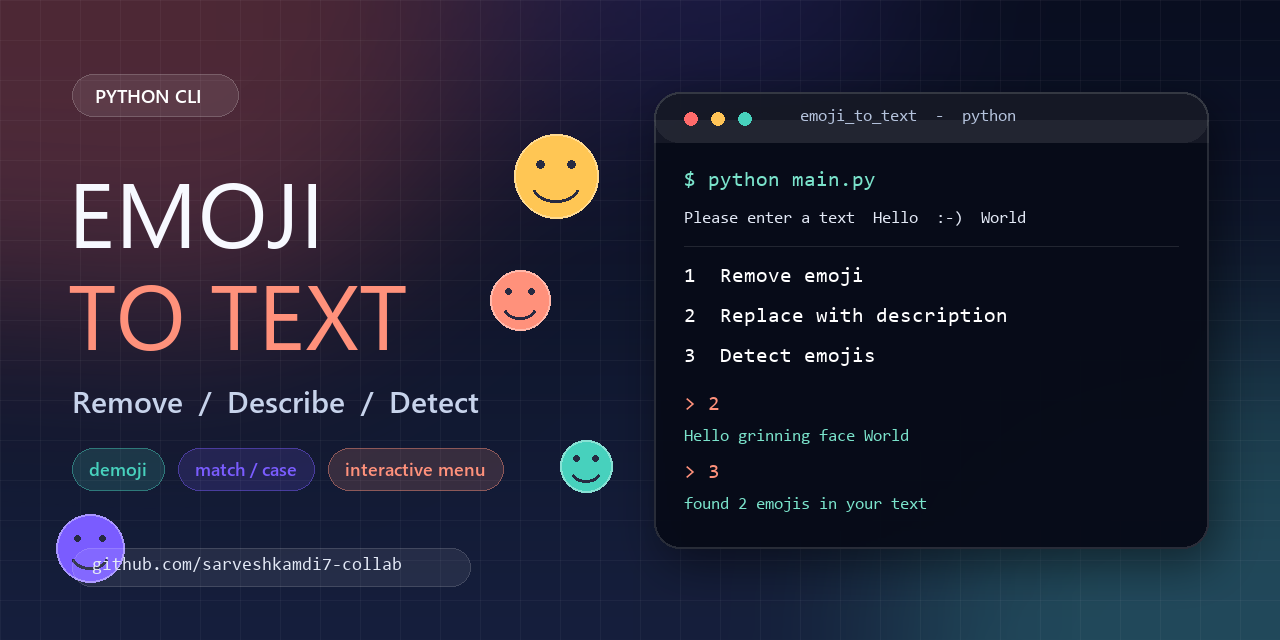 PYTHON CLI
EMOJI
TO TEXT
Remove / Describe / Detect
demoji
match / case
interactive menu
github.com/sarveshkamdi7-collab
emoji_to_text - python
$ python main.py
Please enter a text Hello :-) World
1 Remove emoji
2 Replace with description
3 Detect emojis
> 2
Hello grinning face World
> 3
found 2 emojis in your text